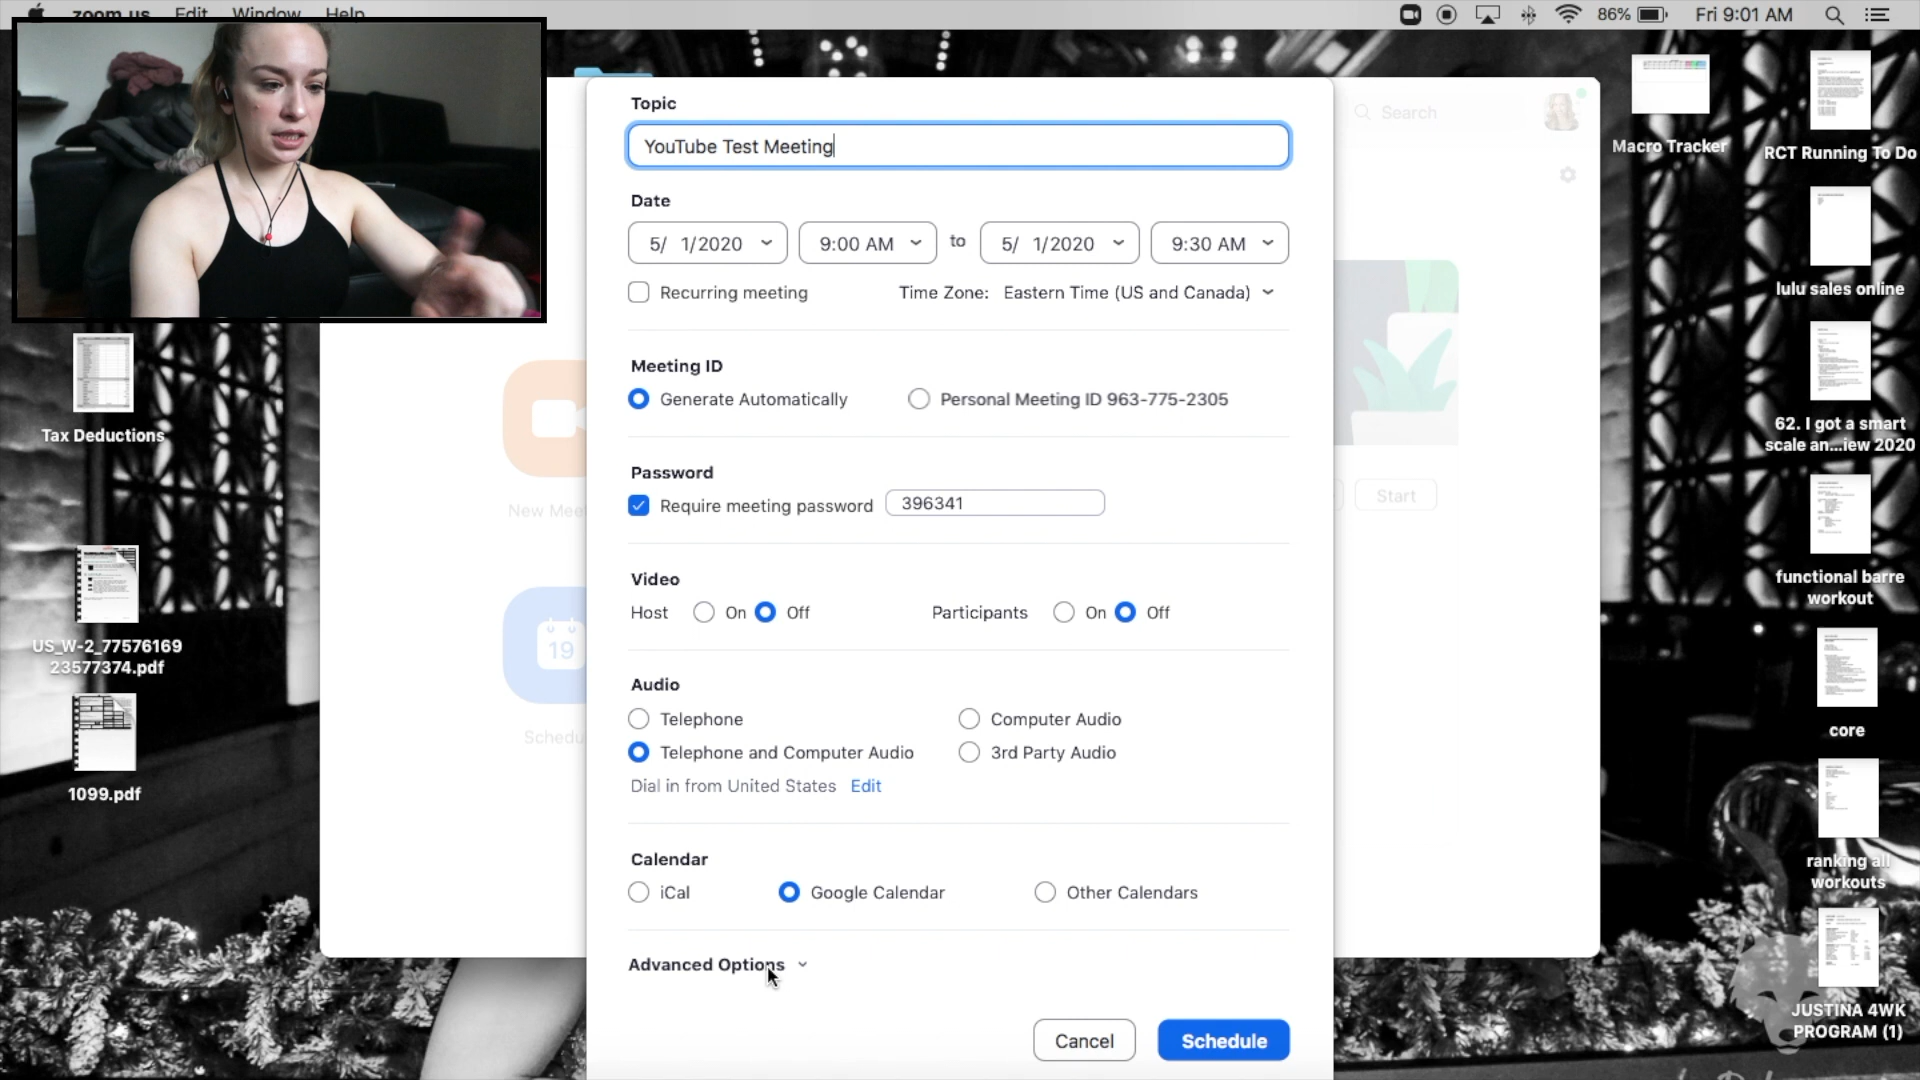 zoom.us Edit Window Help
86% Fri 9:01 AM
Topic
YouTube Test Meeting
Date
5/ 1/2020 9:00 AM to 5/ 1/2020 9:30 AM
Recurring meeting Time Zone: Eastern Time (US and Canada)
Meeting ID
Generate Automatically Personal Meeting ID 963-775-2305
Password
Require meeting password 396341
Video
Host On Off Participants On Off
Audio
Telephone Computer Audio
Telephone and Computer Audio 3rd Party Audio
Dial in from United States Edit
Calendar
iCal Google Calendar Other Calendars
Advanced Options
Cancel Schedule
Search
Start
New Mee
19
Schedu
Tax Deductions
US_W-2_77576169
23577374.pdf
1099.pdf
Macro Tracker
RCT Running To Do
lulu sales online
62. I got a smart
scale an...iew 2020
functional barre
workout
core
ranking all
workouts
JUSTINA 4WK
PROGRAM (1)